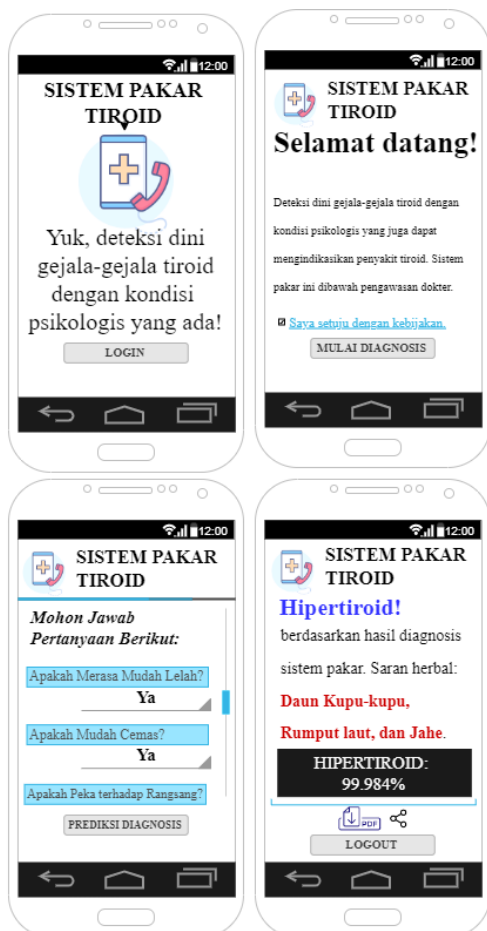 12:00
SISTEM PAKAR
TIROID
Yuk, deteksi dini
gejala-gejala tiroid
dengan kondisi
psikologis yang ada!
LOGIN
12:00
SISTEM PAKAR
TIROID
Selamat datang!
Deteksi dini gejala-gejala tiroid dengan
kondisi psikologis yang juga dapat
mengindikasikan penyakit tiroid. Sistem
pakar ini dibawah pengawasan dokter.
Saya setuju dengan kebijakan.
MULAI DIAGNOSIS
12:00
SISTEM PAKAR
TIROID
Mohon Jawab
Pertanyaan Berikut:
Apakah Merasa Mudah Lelah?
Ya
Apakah Mudah Cemas?
Ya
Apakah Peka terhadap Rangsang?
PREDIKSI DIAGNOSIS
12:00
SISTEM PAKAR
TIROID
Hipertiroid!
berdasarkan hasil diagnosis
sistem pakar. Saran herbal:
Daun Kupu-kupu,
Rumput laut, dan Jahe.
HIPERTIROID:
99.984%
PDF
LOGOUT